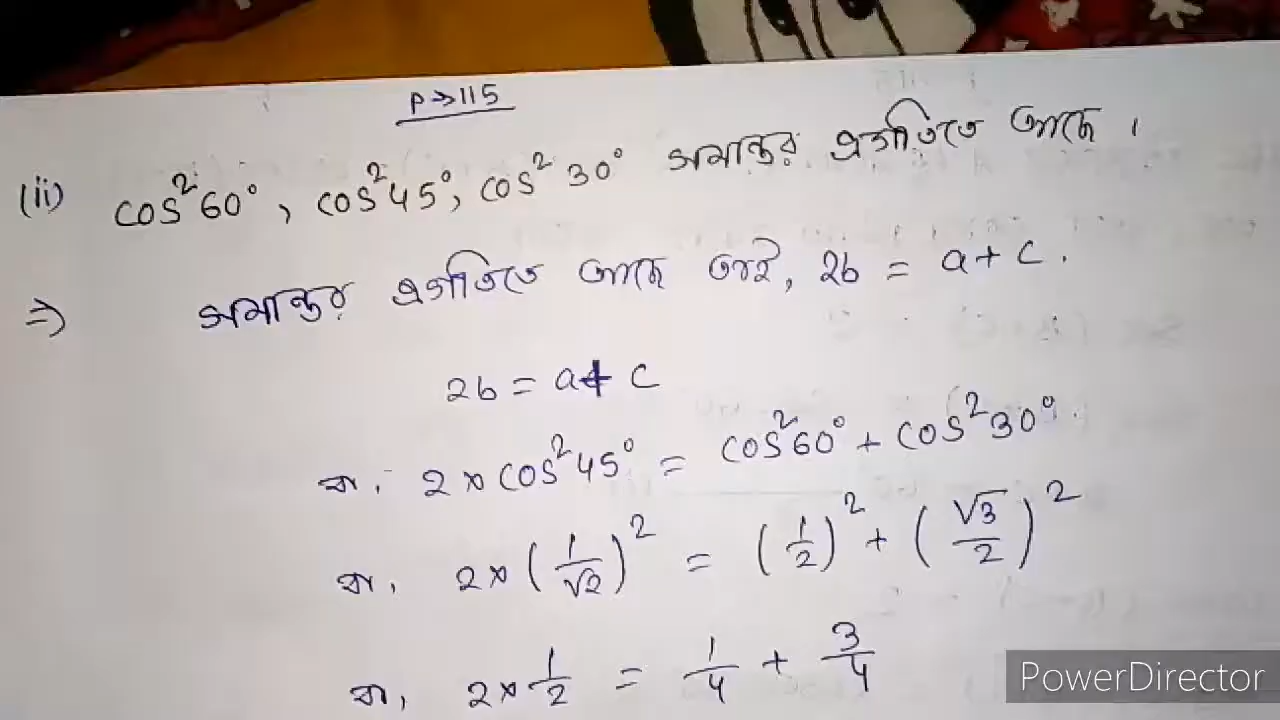 P→115
(ii) cos²60°, cos²45°, cos²30° সমান্তর প্রগতিতে আছে।
⇒ সমান্তর প্রগতিতে আছে তাই, 2b = a + c.
2b = a + c
বা, 2 × cos²45° = cos²60° + cos²30°
বা, 2 × (1/√2)² = (1/2)² + (√3/2)²
বা, 2 × 1/2 = 1/4 + 3/4
PowerDirector